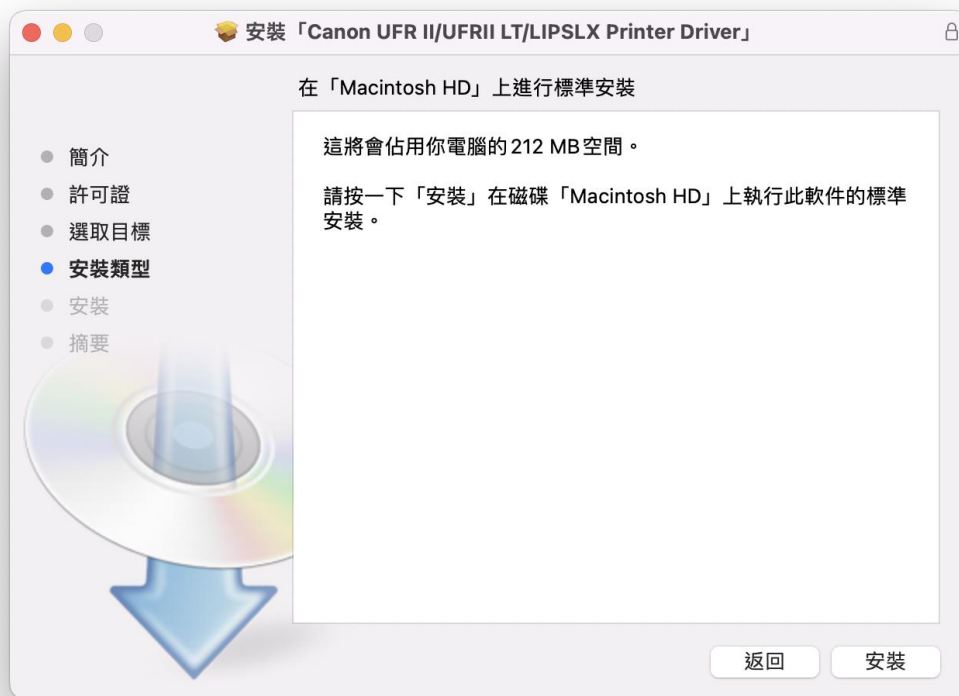 安裝「Canon UFR II/UFRII LT/LIPSLX Printer Driver」
在「Macintosh HD」上進行標準安裝
簡介
許可證
選取目標
安裝類型
安裝
摘要
這將會佔用你電腦的 212 MB 空間。
請按一下「安裝」在磁碟「Macintosh HD」上執行此軟件的標準
安裝。
返回
安裝